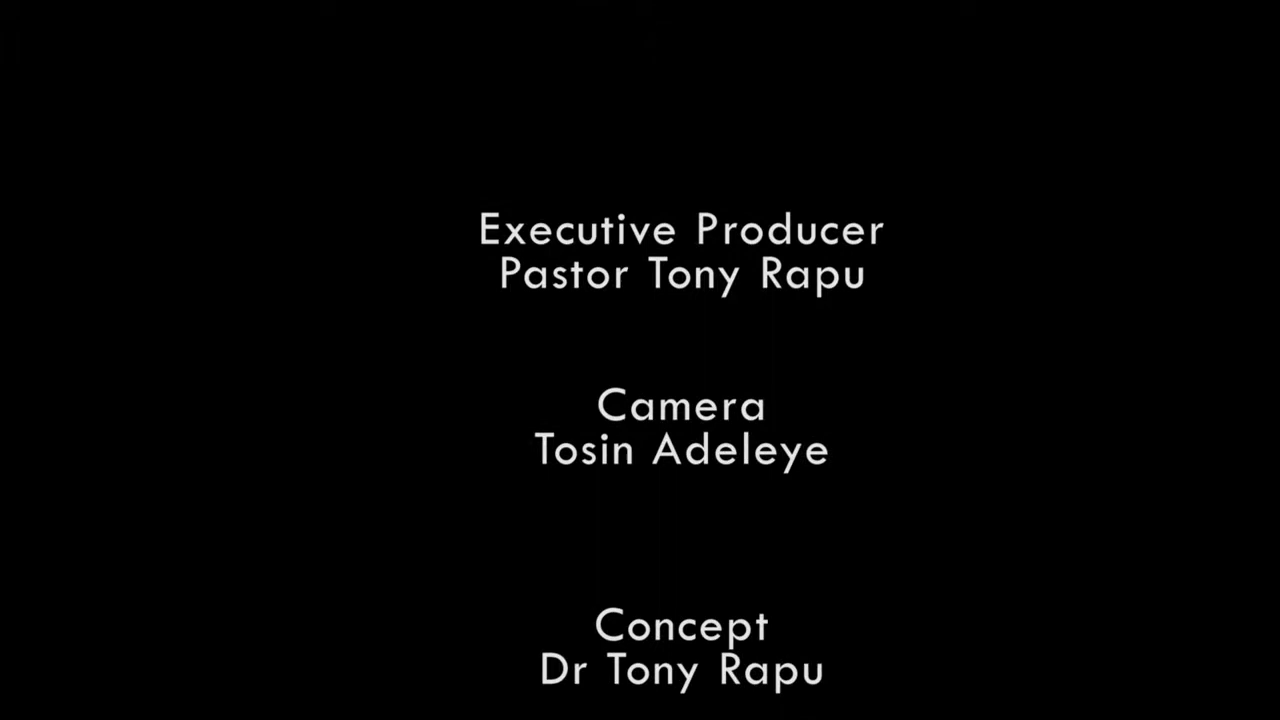 Executive Producer
Pastor Tony Rapu
Camera
Tosin Adeleye
Concept
Dr Tony Rapu